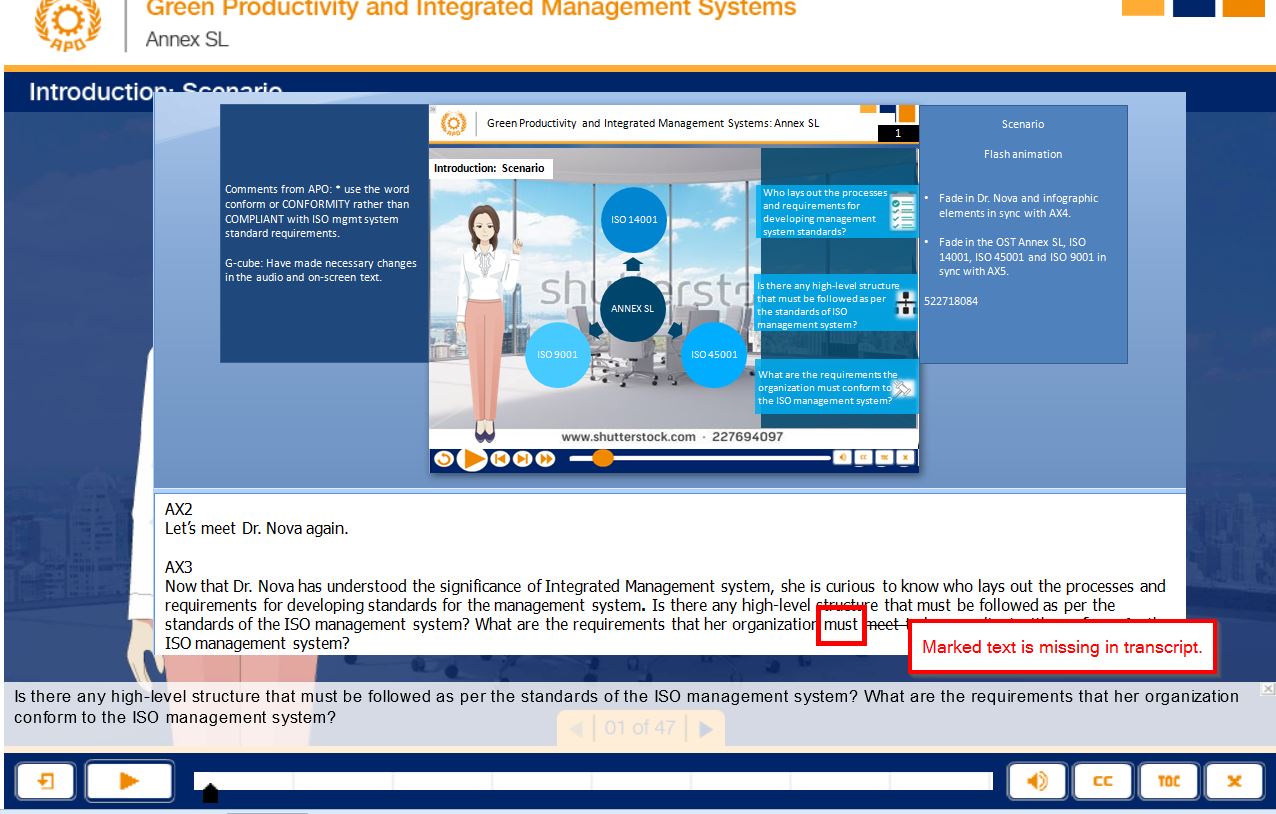 Green Productivity and Integrated Management Systems
APO
Annex SL
Introduction: Scenario
Comments from APO: * use the word
conform or CONFORMITY rather than
COMPLIANT with ISO mgmt system
standard requirements.
G-cube: Have made necessary changes
in the audio and on-screen text.
Green Productivity and Integrated Management Systems: Annex SL
1
Introduction: Scenario
ISO 14001
ANNEX SL
ISO 9001
ISO 45001
Who lays out the processes
and requirements for
developing management
system standards?
Is there any high-level structure
that must be followed as per
the standards of ISO
management system?
What are the requirements the
organization must conform to
the ISO management system?
www.shutterstock.com · 227694097
CC
TOC
X
Scenario
Flash animation
• Fade in Dr. Nova and infographic
elements in sync with AX4.
• Fade in the OST Annex SL, ISO
14001, ISO 45001 and ISO 9001 in
sync with AX5.
522718084
AX2
Let's meet Dr. Nova again.
AX3
Now that Dr. Nova has understood the significance of Integrated Management system, she is curious to know who lays out the processes and
requirements for developing standards for the management system. Is there any high-level structure that must be followed as per the
standards of the ISO management system? What are the requirements that her organization must meet
ISO management system?
Marked text is missing in transcript.
Is there any high-level structure that must be followed as per the standards of the ISO management system? What are the requirements that her organization
conform to the ISO management system?
01 of 47
CC
TOC
X